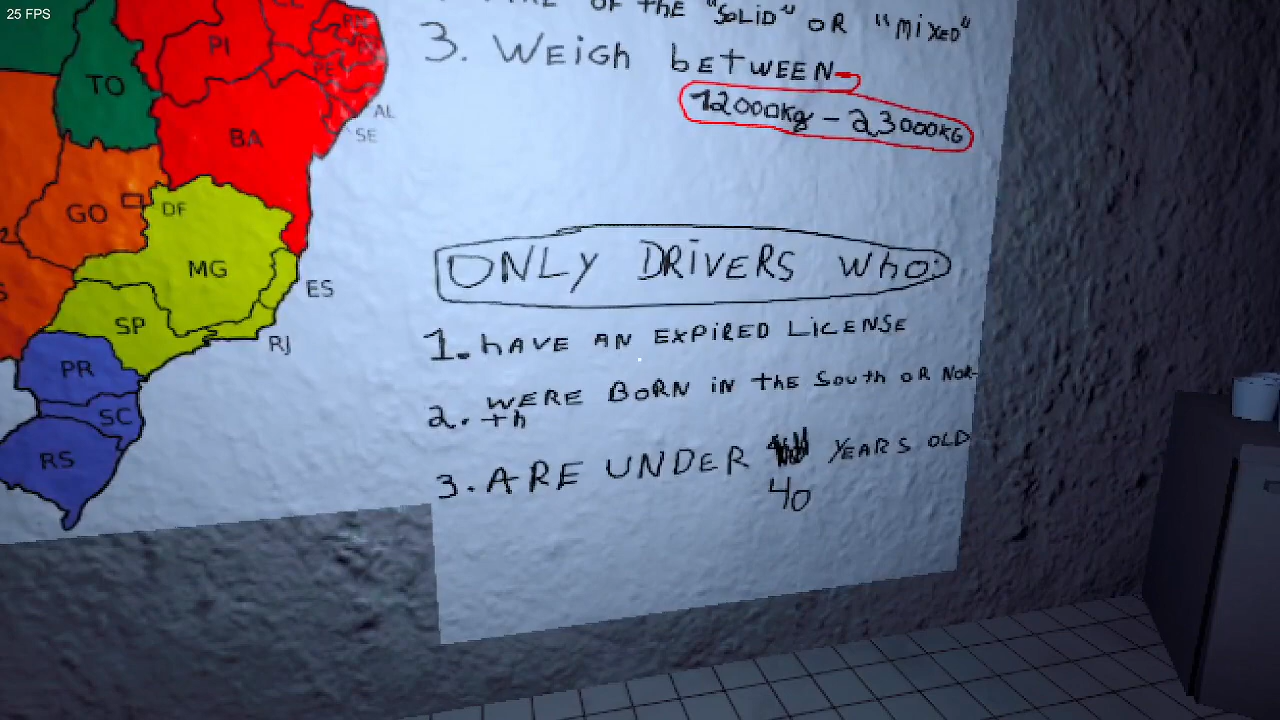 25 FPS
OF the "SOLiD" OR "MiXED"
3. WEigh bETWEEN
12000Kg - 23000KG
ONLY DRiVERS who:
1. hAVE AN EXPiRED LiCENSE
2. WERE BORN iN thE South OR NOR-
th
3. ARE UNDER YEARS OLD
40
PI
TO
PE
AL
BA
SE
GO
DF
MG
ES
SP
RJ
PR
SC
RS